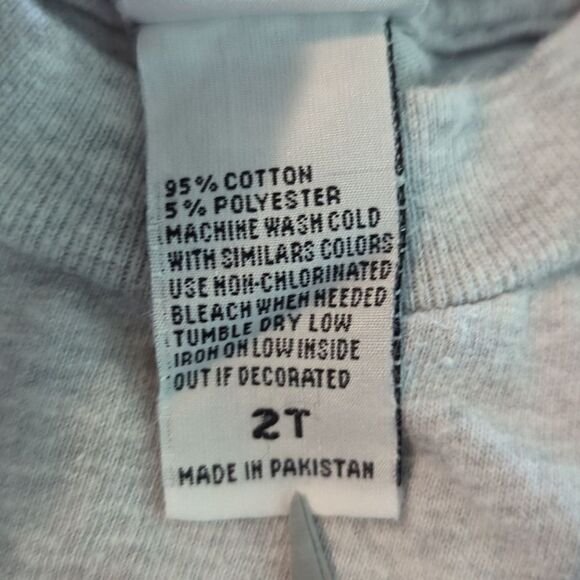 95% COTTON
5% POLYESTER
MACHINE WASH COLD
WITH SIMILARS COLORS
USE NON-CHLORINATED
BLEACH WHEN NEEDED
TUMBLE DRY LOW
IRON ON LOW INSIDE
OUT IF DECORATED
2T
MADE IN PAKISTAN